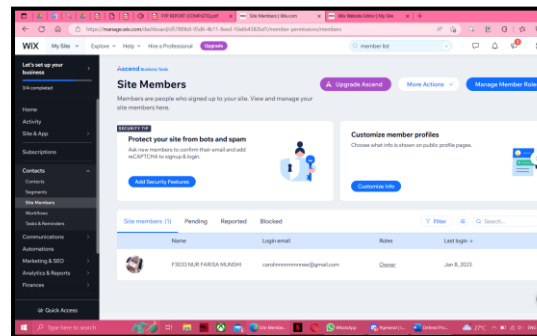 FYP REPORT (COMPLETE).pdf
Site Members | Wix.com
Wix Website Editor | My Site
WiX
My Site
Explore
Help
Hire a Professional
Upgrade
member list
Let's set up your business
3/4 completed
Home
Activity
Site & App
Subscriptions
Contacts
Contacts
Segments
Site Members
Workflows
Tasks & Reminders
Communications
Automations
Marketing & SEO
Analytics & Reports
Finances
Quick Access
Ascend Business Tools
Site Members
Members are people who signed up to your site. View and manage your
site members here.
Upgrade Ascend
More Actions
Manage Member Role
SECURITY TIP
Protect your site from bots and spam
Ask new members to confirm their email and add
reCAPTCHA to signup & login.
Add Security Features
Customize member profiles
Choose what info is shown on public profile pages.
Customize Info
Site members (1) Pending Reported Blocked
Filter
Search...
Name Login email Roles Last login
F3033 NUR FARISA MUNSHI
Owner Jan 8, 2023
Type here to search
WhatsApp
27°C